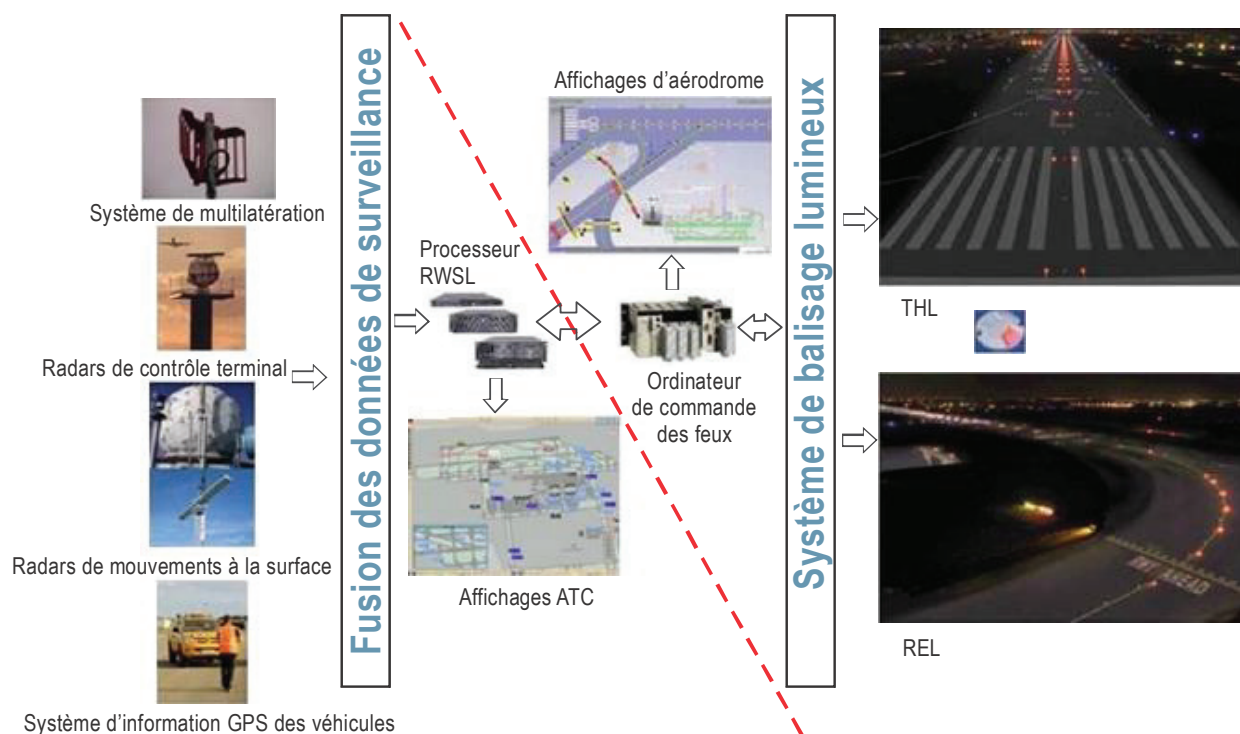 Système de multilatération
Radars de contrôle terminal
Radars de mouvements à la surface
Système d'information GPS des véhicules
Fusion des données de surveillance
Processeur
RWSL
Affichages ATC
Affichages d'aérodrome
Ordinateur
de commande
des feux
Système de balisage lumineux
THL
REL